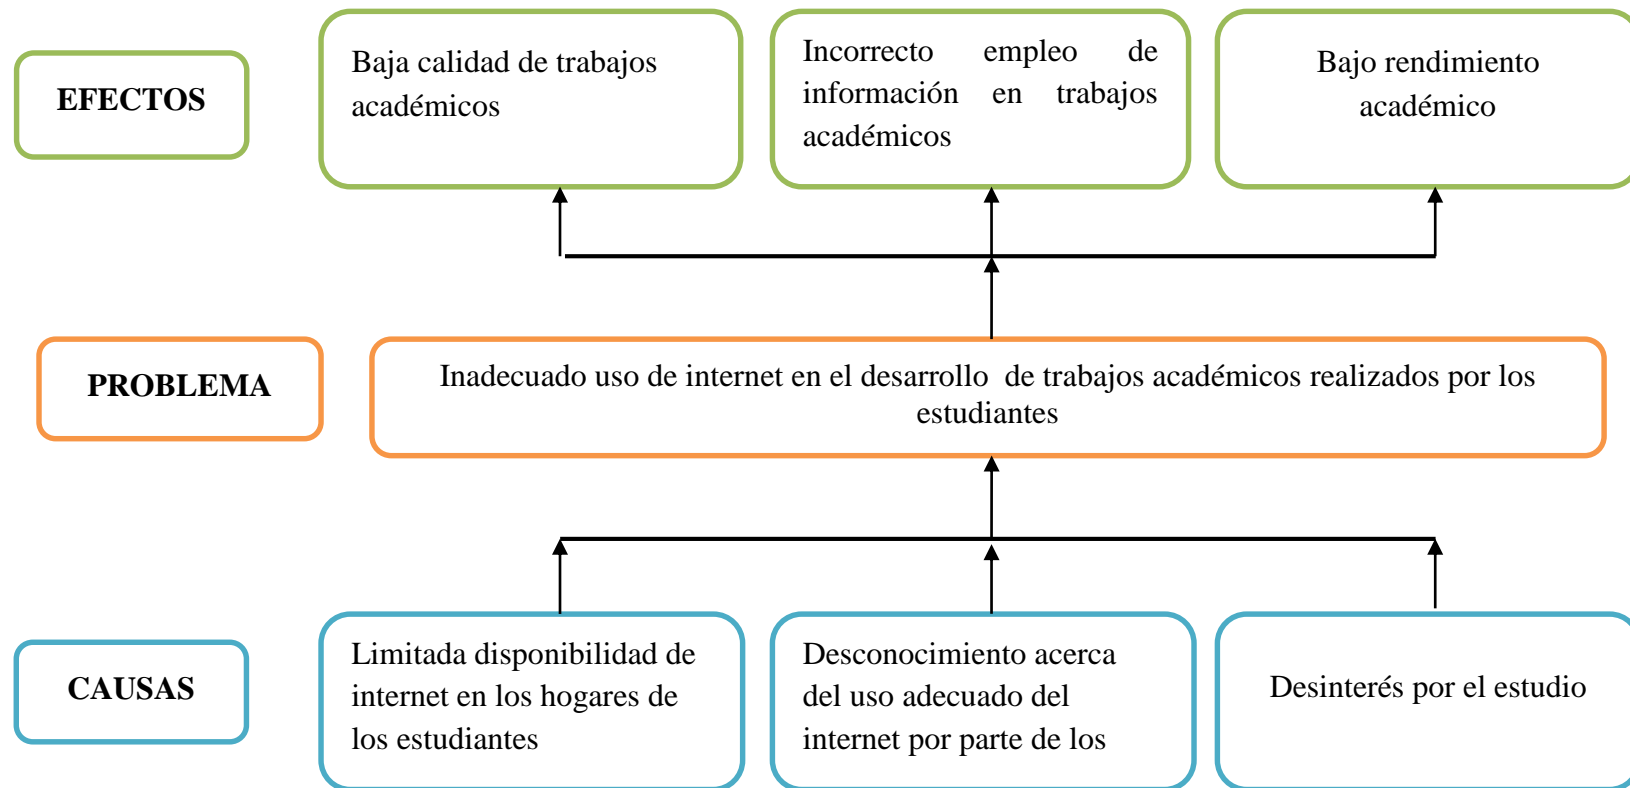 EFECTOS
Baja calidad de trabajos
académicos
Incorrecto empleo de
información en trabajos
académicos
Bajo rendimiento
académico
PROBLEMA
Inadecuado uso de internet en el desarrollo de trabajos académicos realizados por los
estudiantes
CAUSAS
Limitada disponibilidad de
internet en los hogares de
los estudiantes
Desconocimiento acerca
del uso adecuado del
internet por parte de los
Desinterés por el estudio